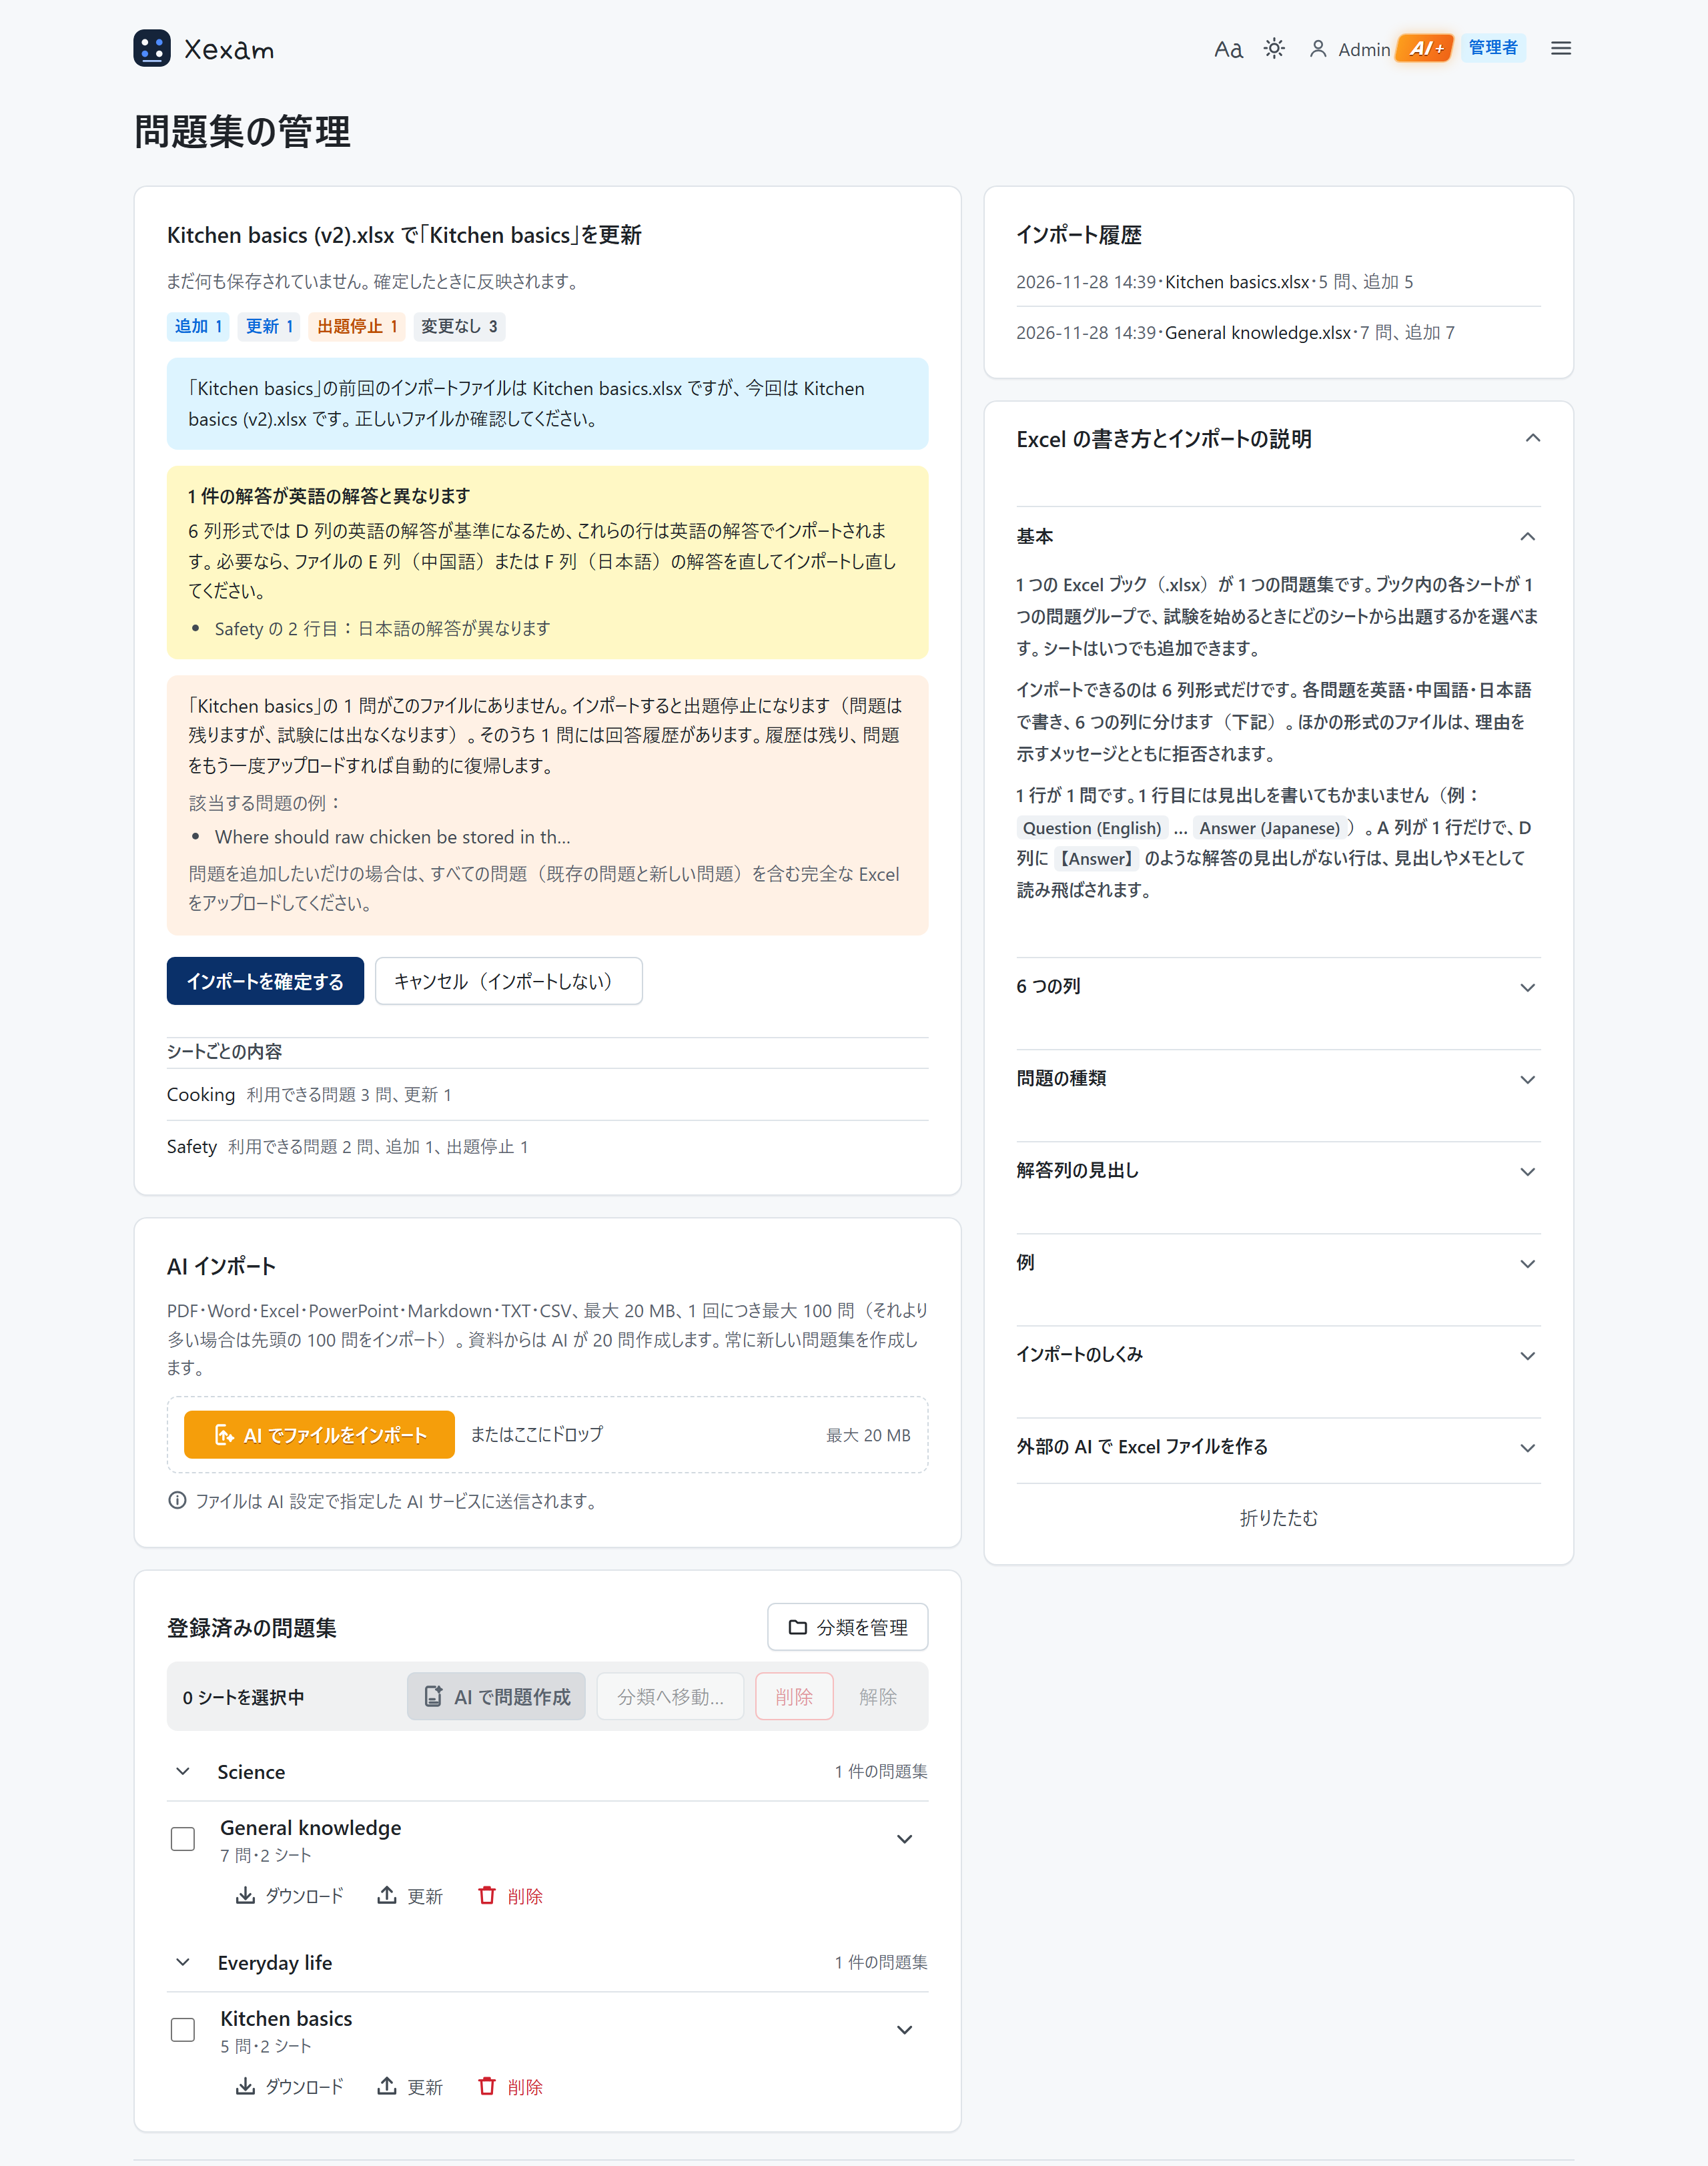 Xexam
Aa
Admin
AI+
管理者
問題集の管理
Kitchen basics (v2).xlsx で「Kitchen basics」を更新
まだ何も保存されていません。確定したときに反映されます。
追加 1 更新 1 出題停止 1 変更なし 3
「Kitchen basics」の前回のインポートファイルは Kitchen basics.xlsx ですが、今回は Kitchen
basics (v2).xlsx です。正しいファイルか確認してください。
1 件の解答が英語の解答と異なります
6 列形式では D 列の英語の解答が基準になるため、これらの行は英語の解答でインポートされま
す。必要なら、ファイルの E 列（中国語）または F 列（日本語）の解答を直してインポートし直し
てください。
• Safety の 2 行目：日本語の解答が異なります
「Kitchen basics」の 1 問がこのファイルにありません。インポートすると出題停止になります（問題は
残りますが、試験には出なくなります）。そのうち 1 問には回答履歴があります。履歴は残り、問題
をもう一度アップロードすれば自動的に復帰します。
該当する問題の例：
• Where should raw chicken be stored in th…
問題を追加したいだけの場合は、すべての問題（既存の問題と新しい問題）を含む完全な Excel
をアップロードしてください。
インポートを確定する
キャンセル（インポートしない）
シートごとの内容
Cooking 利用できる問題 3 問、更新 1
Safety 利用できる問題 2 問、追加 1、出題停止 1
AI インポート
PDF・Word・Excel・PowerPoint・Markdown・TXT・CSV、最大 20 MB、1 回につき最大 100 問（それより
多い場合は先頭の 100 問をインポート）。資料からは AI が 20 問作成します。常に新しい問題集を作成し
ます。
AI でファイルをインポート
またはここにドロップ
最大 20 MB
ファイルは AI 設定で指定した AI サービスに送信されます。
登録済みの問題集
分類を管理
0 シートを選択中
AI で問題作成
分類へ移動...
削除
解除
Science
1 件の問題集
General knowledge
7 問・2 シート
ダウンロード 更新 削除
Everyday life
1 件の問題集
Kitchen basics
5 問・2 シート
ダウンロード 更新 削除
インポート履歴
2026-11-28 14:39・Kitchen basics.xlsx・5 問、追加 5
2026-11-28 14:39・General knowledge.xlsx・7 問、追加 7
Excel の書き方とインポートの説明
基本
1 つの Excel ブック（.xlsx）が 1 つの問題集です。ブック内の各シートが 1
つの問題グループで、試験を始めるときにどのシートから出題するかを選べま
す。シートはいつでも追加できます。
インポートできるのは 6 列形式だけです。各問題を英語・中国語・日本語
で書き、6 つの列に分けます（下記）。ほかの形式のファイルは、理由を
示すメッセージとともに拒否されます。
1 行が 1 問です。1 行目には見出しを書いてもかまいません（例：
Question (English) … Answer (Japanese) ）。A 列が 1 行だけで、D
列に 【Answer】 のような解答の見出しがない行は、見出しやメモとして
読み飛ばされます。
6 つの列
問題の種類
解答列の見出し
例
インポートのしくみ
外部の AI で Excel ファイルを作る
折りたたむ